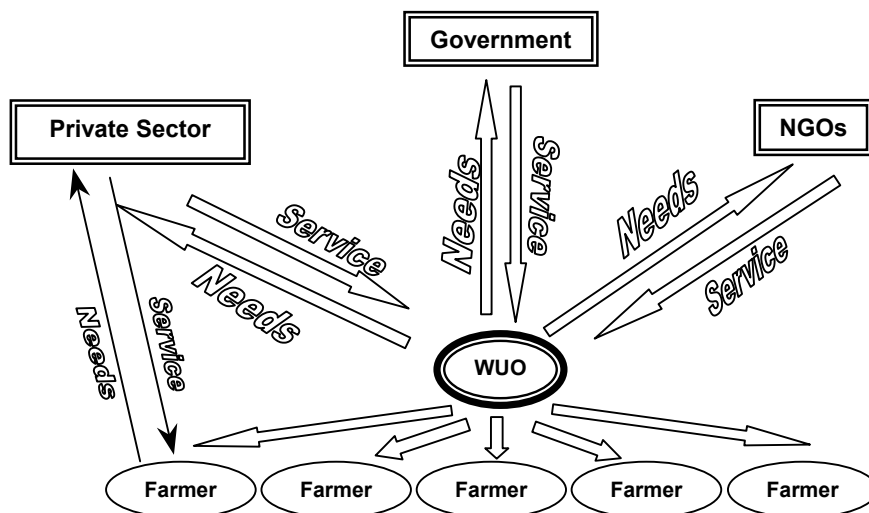 Government
Private Sector
NGOs
Needs
Service
Needs
Service
Service
Needs
Needs
Service
WUO
Farmer
Farmer
Farmer
Farmer
Farmer